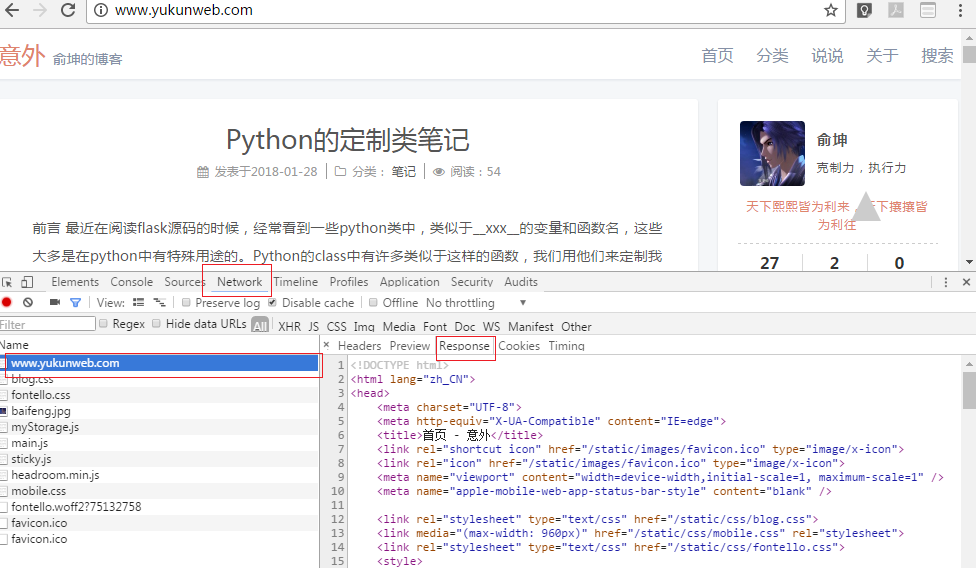 www.yukunweb.com
意外 俞坤的博客 首页 分类 说说 关于 搜索
Python的定制类笔记
发表于2018-01-28 分类： 笔记 阅读：54
前言 最近在阅读flask源码的时候，经常看到一些python类中，类似于__xxx__的变量和函数名，这些
大多是在python中有特殊用途的。Python的class中有许多类似于这样的函数，我们用他们来定制我
俞坤
克制力，执行力
天下熙熙皆为利来，天下攘攘皆
为利往
27 2 0
Elements Console Sources Network Timeline Profiles Application Security Audits
View: Preserve log Disable cache Offline No throttling
Filter Regex Hide data URLs All XHR JS CSS Img Media Font Doc WS Manifest Other
Name
www.yukunweb.com
blog.css
fontello.css
baifeng.jpg
myStorage.js
main.js
sticky.js
headroom.min.js
mobile.css
fontello.woff2?75132758
favicon.ico
favicon.ico
× Headers Preview Response Cookies Timing
1 <!DOCTYPE html>
2 <html lang="zh_CN">
3 <head>
4 <meta charset="UTF-8">
5 <meta http-equiv="X-UA-Compatible" content="IE=edge">
6 <title>首页 - 意外</title>
7 <link rel="shortcut icon" href="/static/images/favicon.ico" type="image/x-icon">
8 <link rel="icon" href="/static/images/favicon.ico" type="image/x-icon">
9 <meta name="viewport" content="width=device-width,initial-scale=1, maximum-scale=1" />
10 <meta name="apple-mobile-web-app-status-bar-style" content="blank" />
11
12 <link rel="stylesheet" type="text/css" href="/static/css/blog.css">
13 <link media="(max-width: 960px)" href="/static/css/mobile.css" rel="stylesheet">
14 <link rel="stylesheet" type="text/css" href="/static/css/fontello.css">
15 <style>